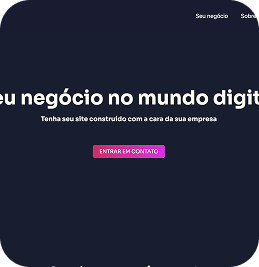 Seu negócio Sobre
eu negócio no mundo digit
Tenha seu site construído com a cara da sua empresa
ENTRAR EM CONTATO